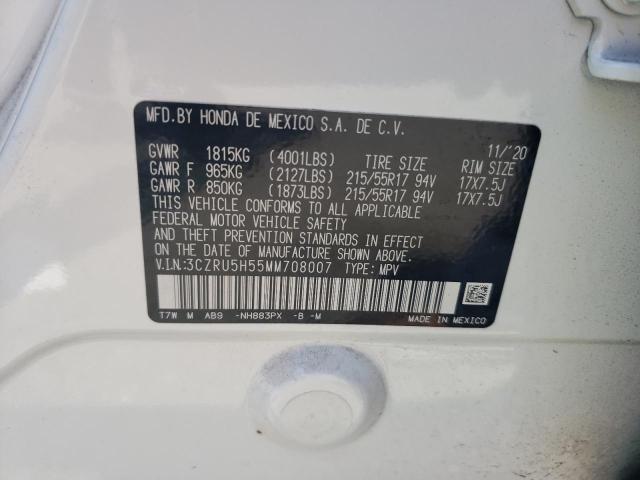 MFD.BY HONDA DE MEXICO S.A. DE C.V.
11/'20
GVWR 1815KG (4001LBS) TIRE SIZE RIM SIZE
GAWR F 965KG (2127LBS) 215/55R17 94V 17X7.5J
GAWR R 850KG (1873LBS) 215/55R17 94V 17X7.5J
THIS VEHICLE CONFORMS TO ALL APPLICABLE
FEDERAL MOTOR VEHICLE SAFETY
AND THEFT PREVENTION STANDARDS IN EFFECT
ON THE DATE OF MANUFACTURE SHOWN ABOVE.
V.I.N.:3CZRU5H55MM708007 TYPE: MPV
T7W M AB9 -NH883PX -B -M
MADE IN MEXICO